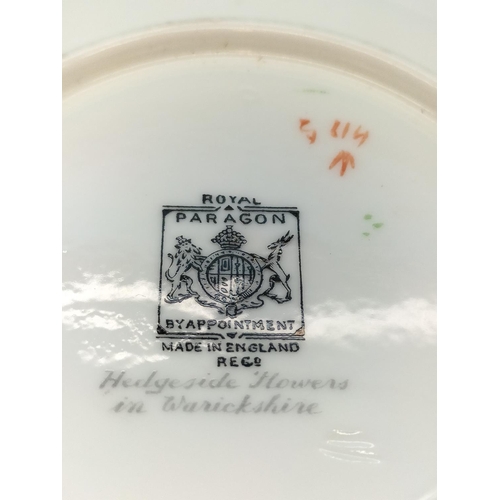 ROYAL
PARAGON
BY APPOINTMENT
MADE IN ENGLAND
REGD
Hedgeside Flowers
in Warickshire